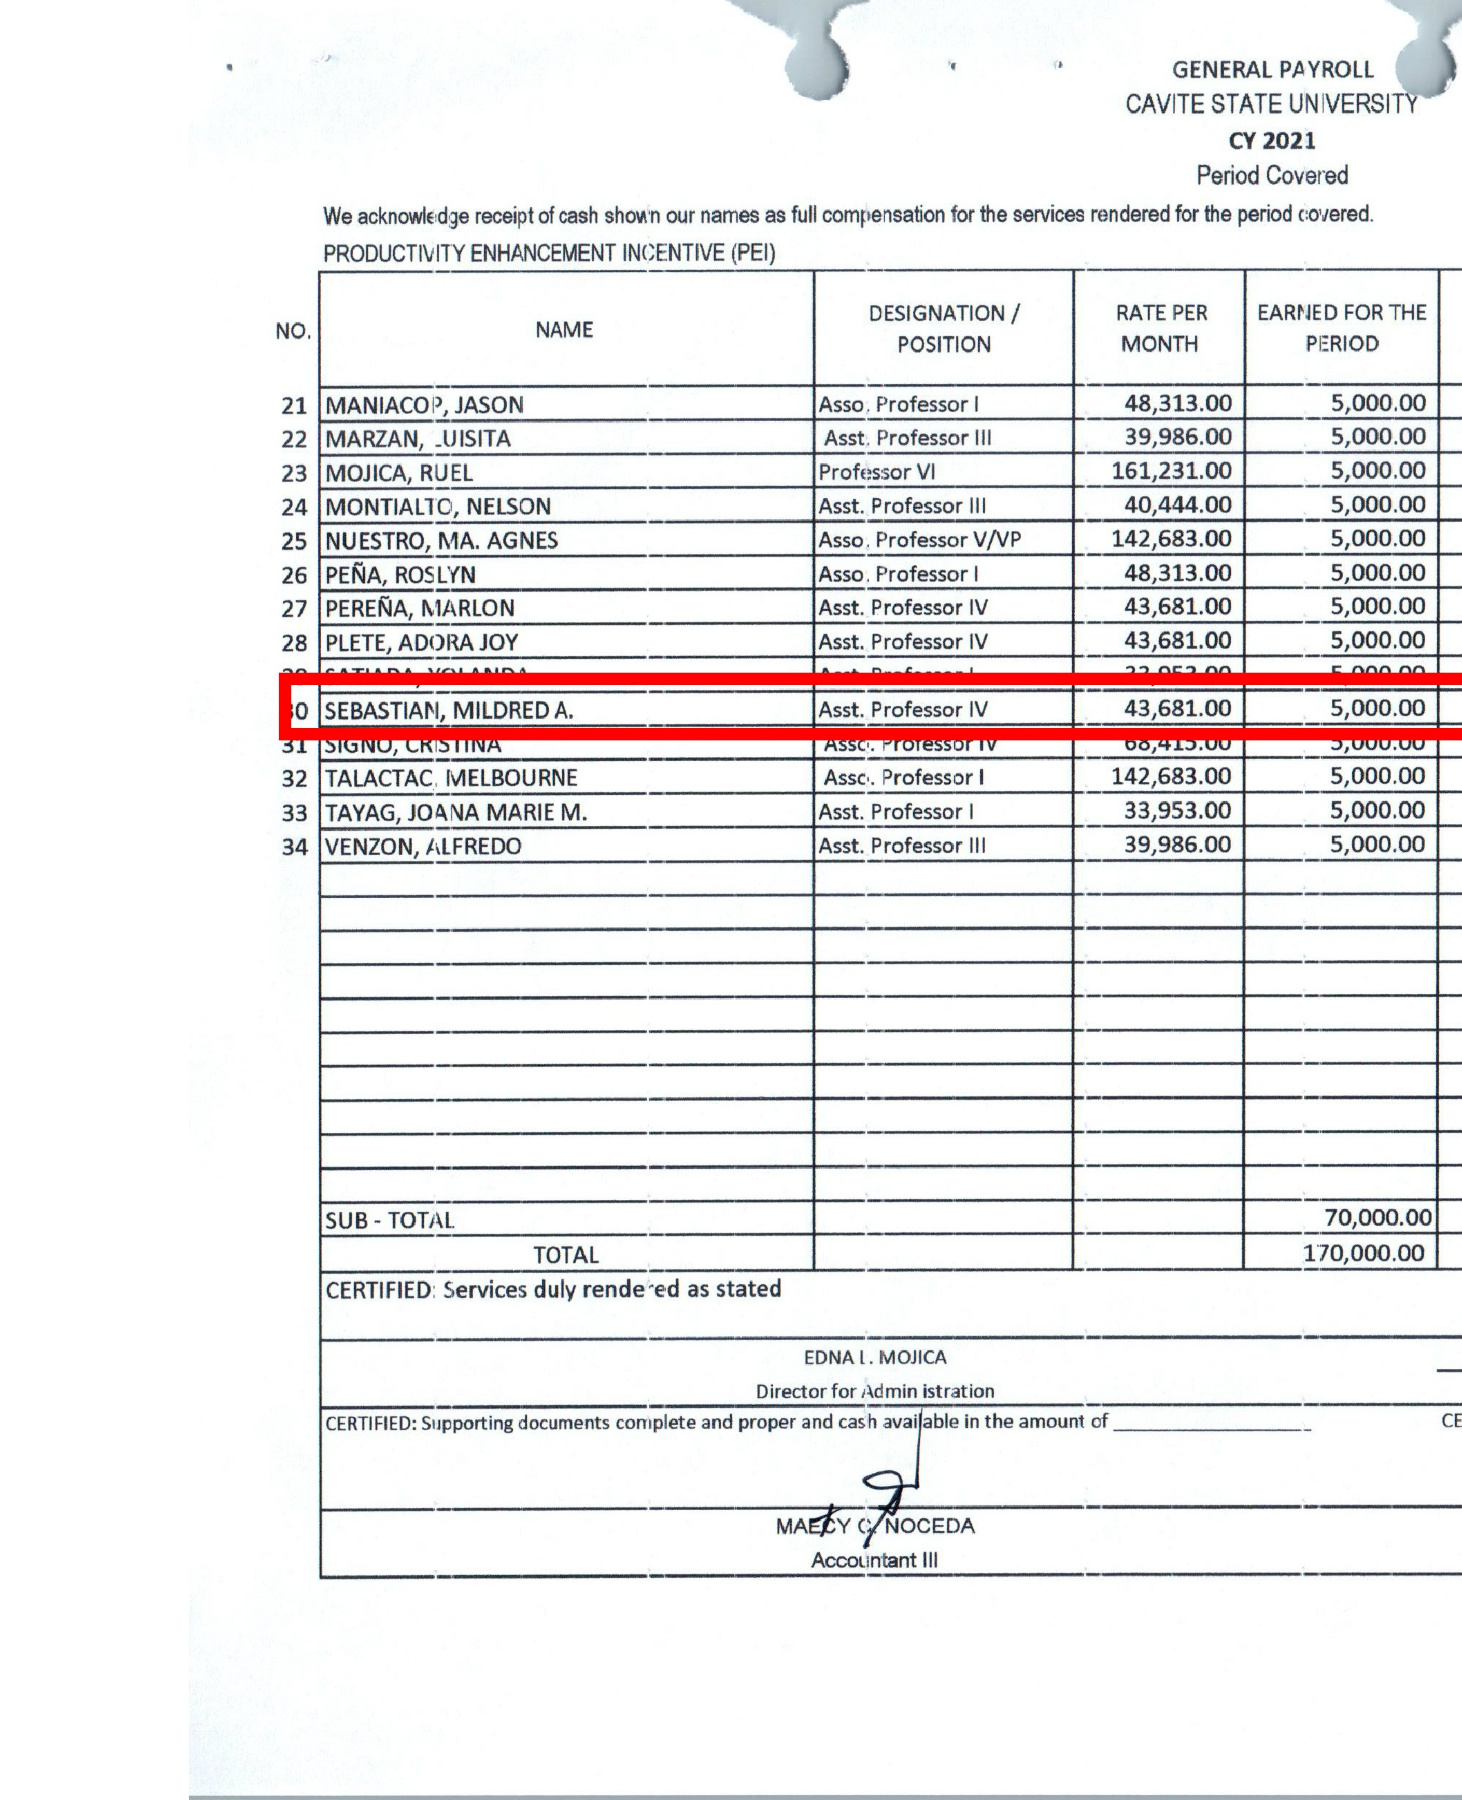 GENERAL PAYROLL
CAVITE STATE UNIVERSITY
CY 2021
Period Covered
We acknowledge receipt of cash shown our names as full compensation for the services rendered for the period covered.
PRODUCTIVITY ENHANCEMENT INCENTIVE (PEI)
NO. NAME DESIGNATION / POSITION RATE PER MONTH EARNED FOR THE PERIOD
21 MANIACOP, JASON Asso. Professor I 48,313.00 5,000.00
22 MARZAN, LUISITA Asst. Professor III 39,986.00 5,000.00
23 MOJICA, RUEL Professor VI 161,231.00 5,000.00
24 MONTIALTO, NELSON Asst. Professor III 40,444.00 5,000.00
25 NUESTRO, MA. AGNES Asso. Professor V/VP 142,683.00 5,000.00
26 PEÑA, ROSLYN Asso. Professor I 48,313.00 5,000.00
27 PEREÑA, MARLON Asst. Professor IV 43,681.00 5,000.00
28 PLETE, ADORA JOY Asst. Professor IV 43,681.00 5,000.00
29 Asst. Professor I 33,953.00 5,000.00
30 SEBASTIAN, MILDRED A. Asst. Professor IV 43,681.00 5,000.00
31 SIGNO, CRISTINA Asso. Professor IV 68,415.00 5,000.00
32 TALACTAC, MELBOURNE Asso. Professor I 142,683.00 5,000.00
33 TAYAG, JOANA MARIE M. Asst. Professor I 33,953.00 5,000.00
34 VENZON, ALFREDO Asst. Professor III 39,986.00 5,000.00
SUB - TOTAL 70,000.00
TOTAL 170,000.00
CERTIFIED: Services duly rendered as stated
EDNA L. MOJICA
Director for Admin istration
CERTIFIED: Supporting documents complete and proper and cash available in the amount of CE
MAECY C. NOCEDA
Accountant III